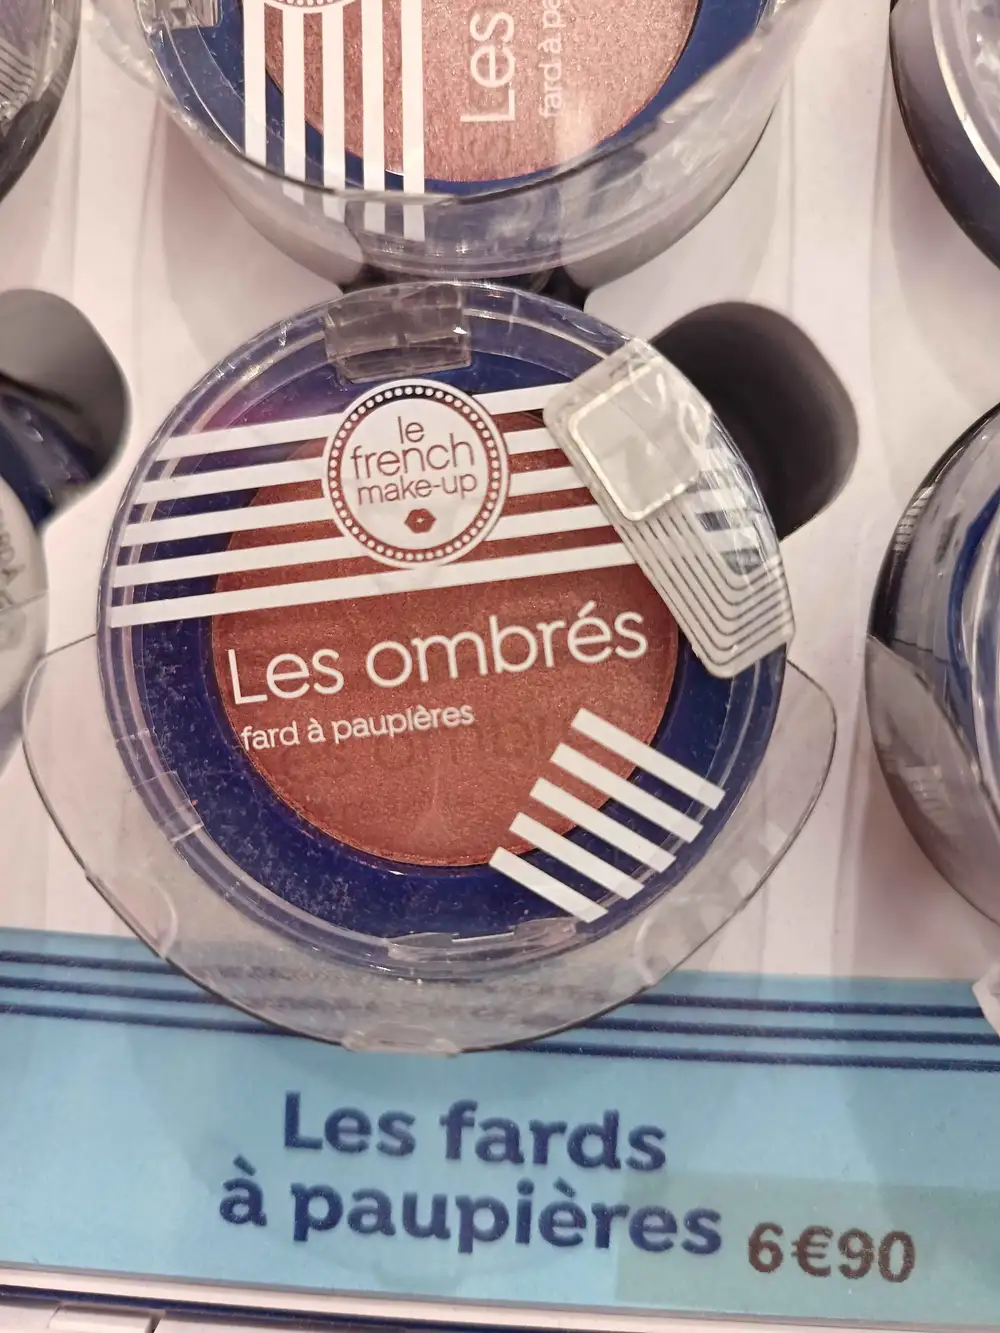 Les
fard à pa
le
french
make-up
Les ombrés
fard à paupières
Les fards
à paupières 6€90